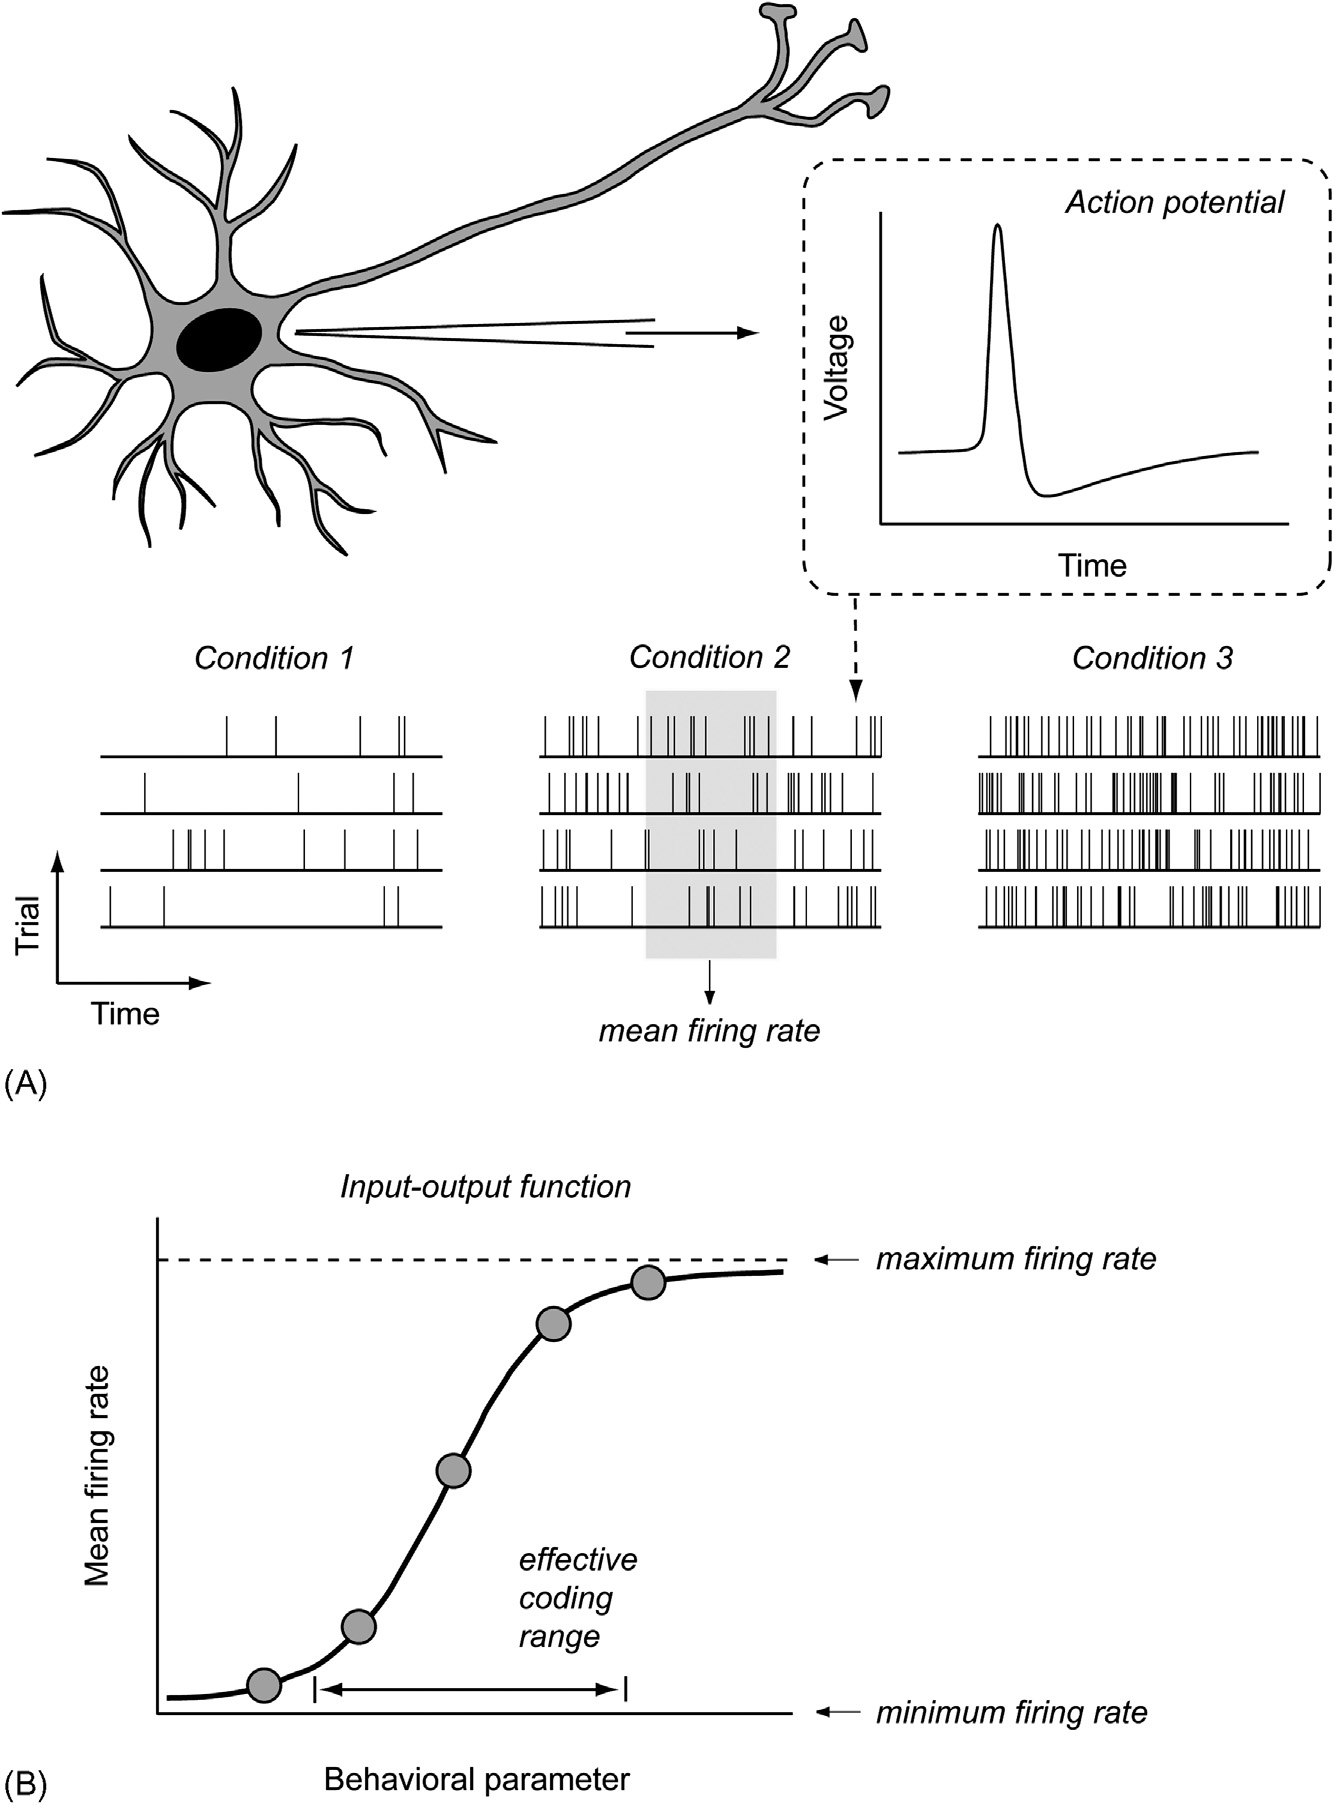 Action potential
Voltage
Time
Condition 1
Condition 2
Condition 3
Trial
Time
mean firing rate
(A)
Input-output function
maximum firing rate
Mean firing rate
effective
coding
range
minimum firing rate
Behavioral parameter
(B)